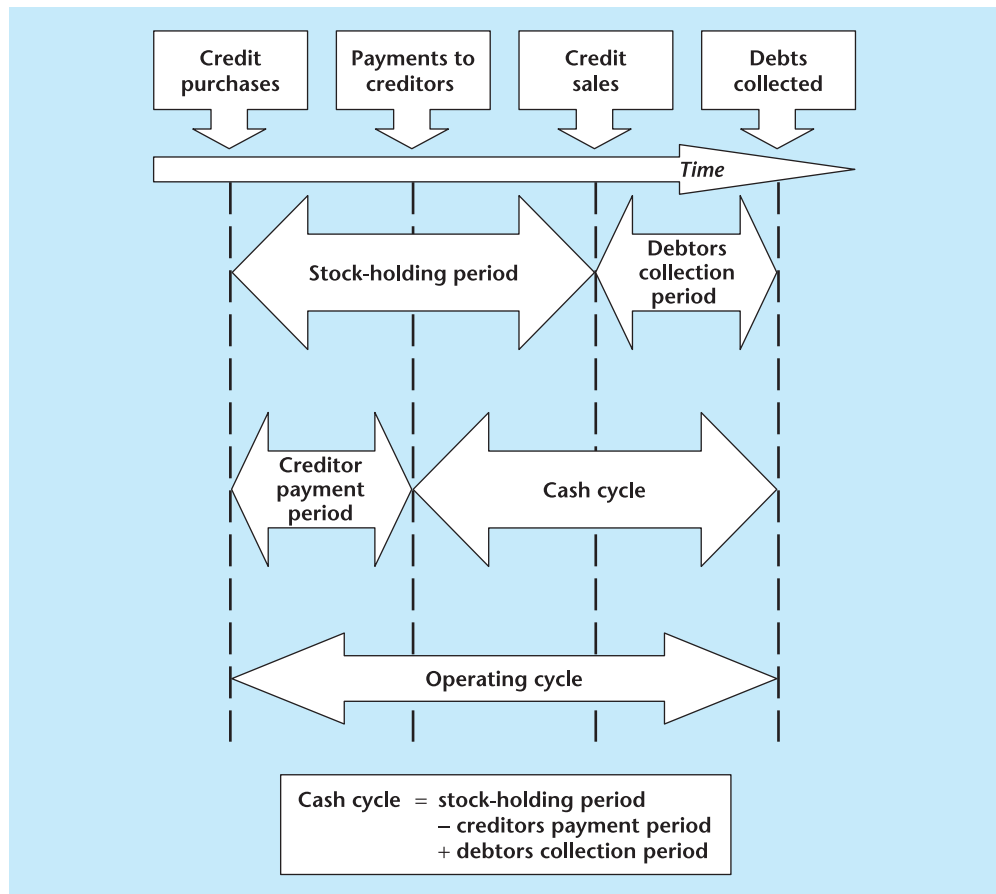 Credit
purchases
Payments to
creditors
Credit
sales
Debts
collected
Time
Stock-holding period
Debtors
collection
period
Creditor
payment
period
Cash cycle
Operating cycle
Cash cycle = stock-holding period
– creditors payment period
+ debtors collection period